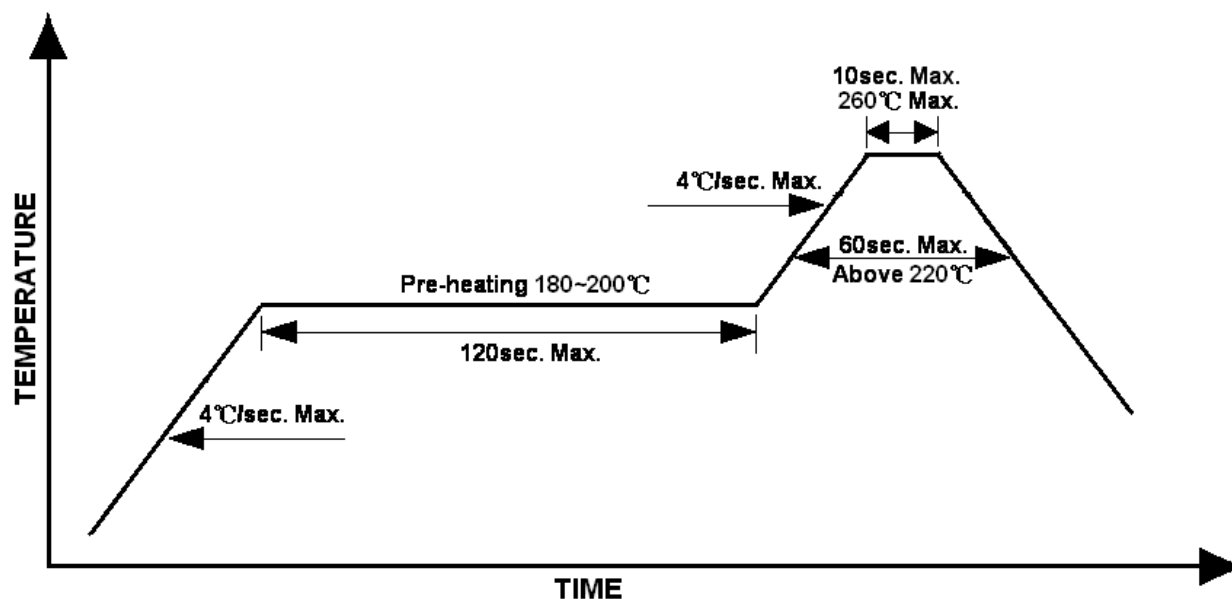 10sec. Max.
260℃ Max.
4℃/sec. Max.
60sec. Max.
Above 220℃
Pre-heating 180~200℃
120sec. Max.
4℃/sec. Max.
TEMPERATURE
TIME